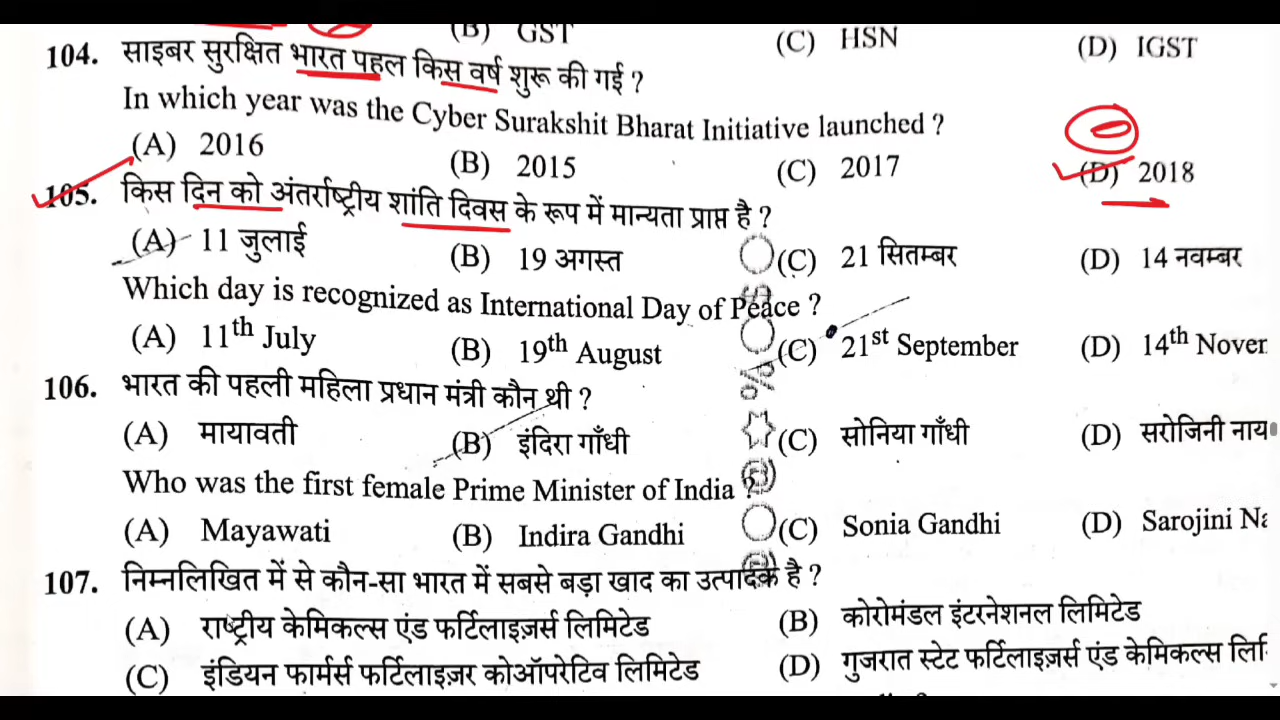 (B) GST (C) HSN (D) IGST
104. साइबर सुरक्षित भारत पहल किस वर्ष शुरू की गई ?
In which year was the Cyber Surakshit Bharat Initiative launched ?
(A) 2016 (B) 2015 (C) 2017 (D) 2018
105. किस दिन को अंतर्राष्ट्रीय शांति दिवस के रूप में मान्यता प्राप्त है ?
(A) 11 जुलाई (B) 19 अगस्त (C) 21 सितम्बर (D) 14 नवम्बर
Which day is recognized as International Day of Peace ?
(A) 11th July (B) 19th August (C) 21st September (D) 14th Nover
106. भारत की पहली महिला प्रधान मंत्री कौन थी ?
(A) मायावती (B) इंदिरा गाँधी (C) सोनिया गाँधी (D) सरोजिनी नाय
Who was the first female Prime Minister of India ?
(A) Mayawati (B) Indira Gandhi (C) Sonia Gandhi (D) Sarojini Na
107. निम्नलिखित में से कौन-सा भारत में सबसे बड़ा खाद का उत्पादक है ?
(A) राष्ट्रीय केमिकल्स एंड फर्टिलाइज़र्स लिमिटेड (B) कोरोमंडल इंटरनेशनल लिमिटेड
(C) इंडियन फार्मर्स फर्टिलाइज़र कोऑपरेटिव लिमिटेड (D) गुजरात स्टेट फर्टिलाइज़र्स एंड केमिकल्स लि